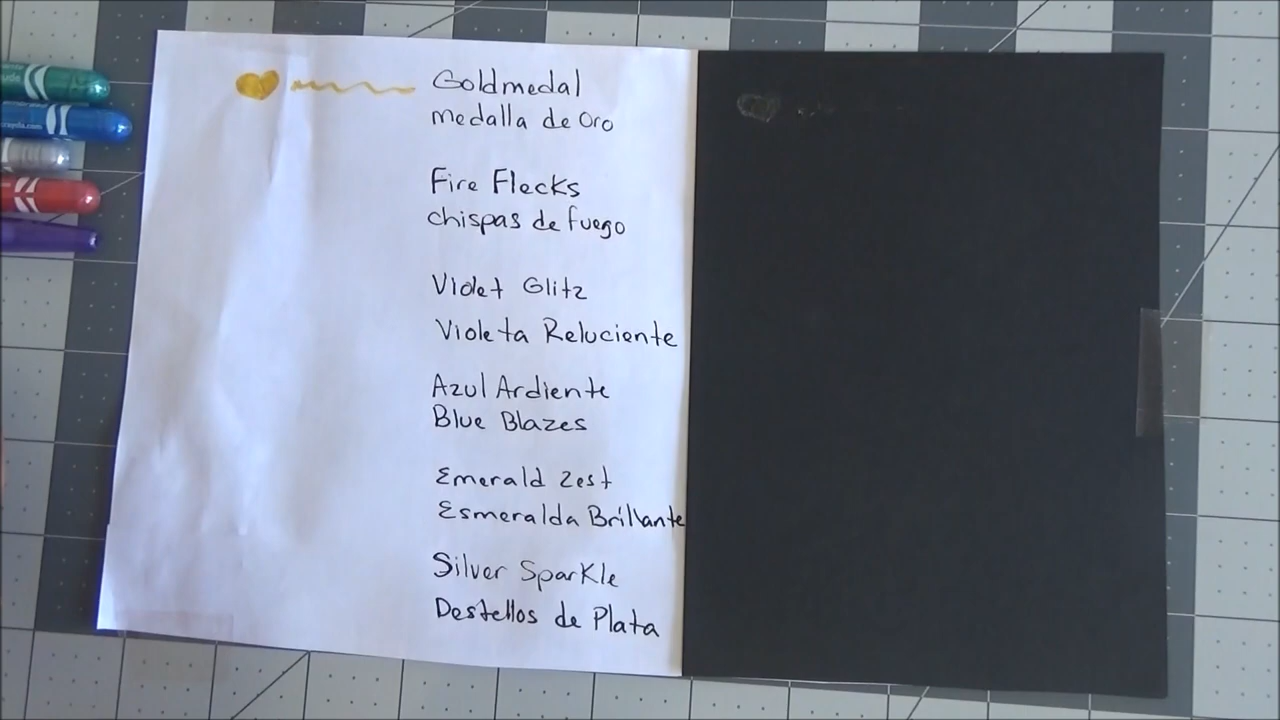 Goldmedal
medalla de Oro
Fire Flecks
chispas de fuego
Violet Glitz
Violeta Reluciente
Azul Ardiente
Blue Blazes
Emerald Zest
Esmeralda Brillante
Silver Sparkle
Destellos de Plata